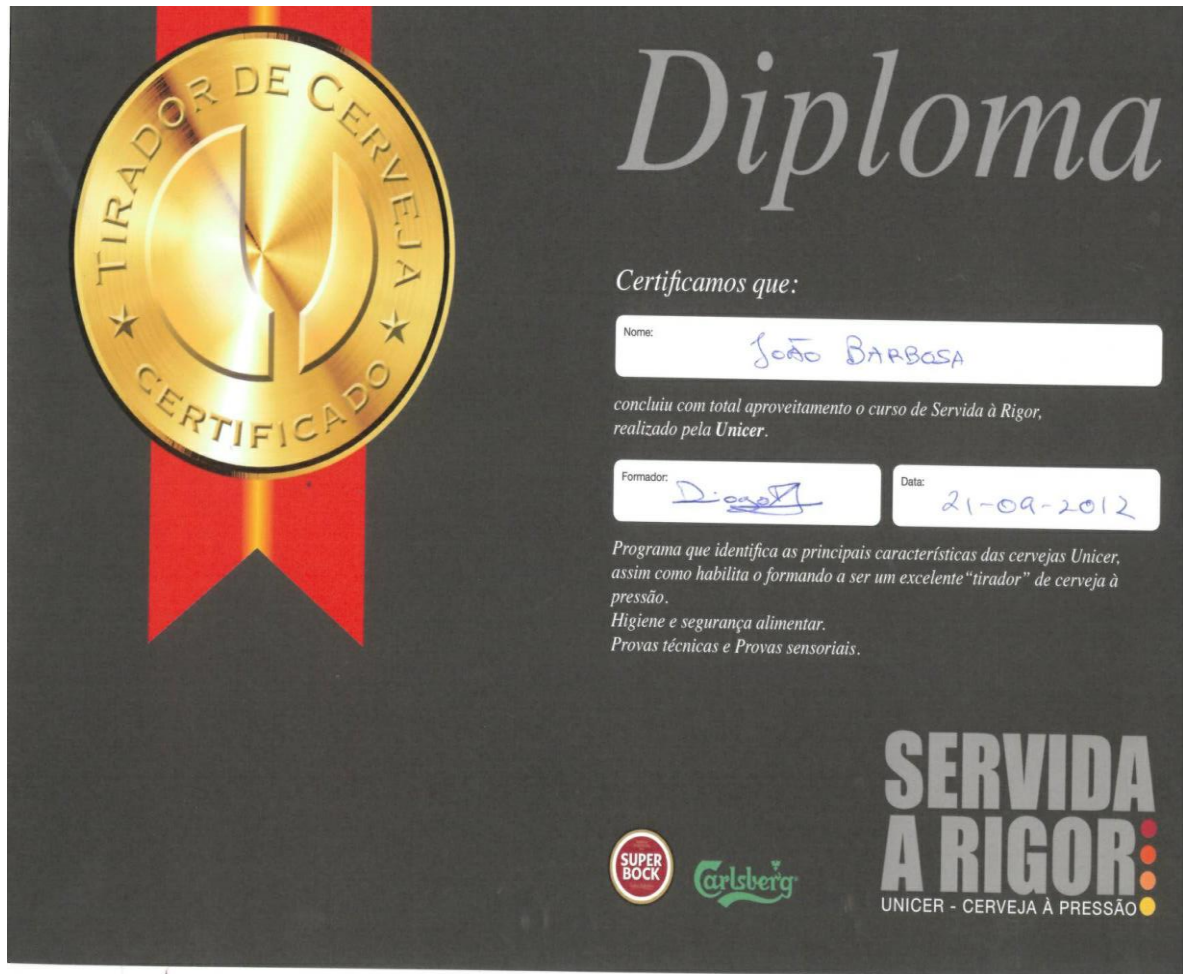 TIRADOR DE CERVEJA
CERTIFICADO
Diploma
Certificamos que:
Nome: João BARBOSA
concluiu com total aproveitamento o curso de Servida à Rigor,
realizado pela Unicer.
Formador: Diogo
Data: 21-09-2012
Programa que identifica as principais características das cervejas Unicer,
assim como habilita o formando a ser um excelente“tirador” de cerveja à
pressão.
Higiene e segurança alimentar.
Provas técnicas e Provas sensoriais.
SERVIDA
A RIGOR
UNICER - CERVEJA À PRESSÃO
SUPER
BOCK
Carlsberg